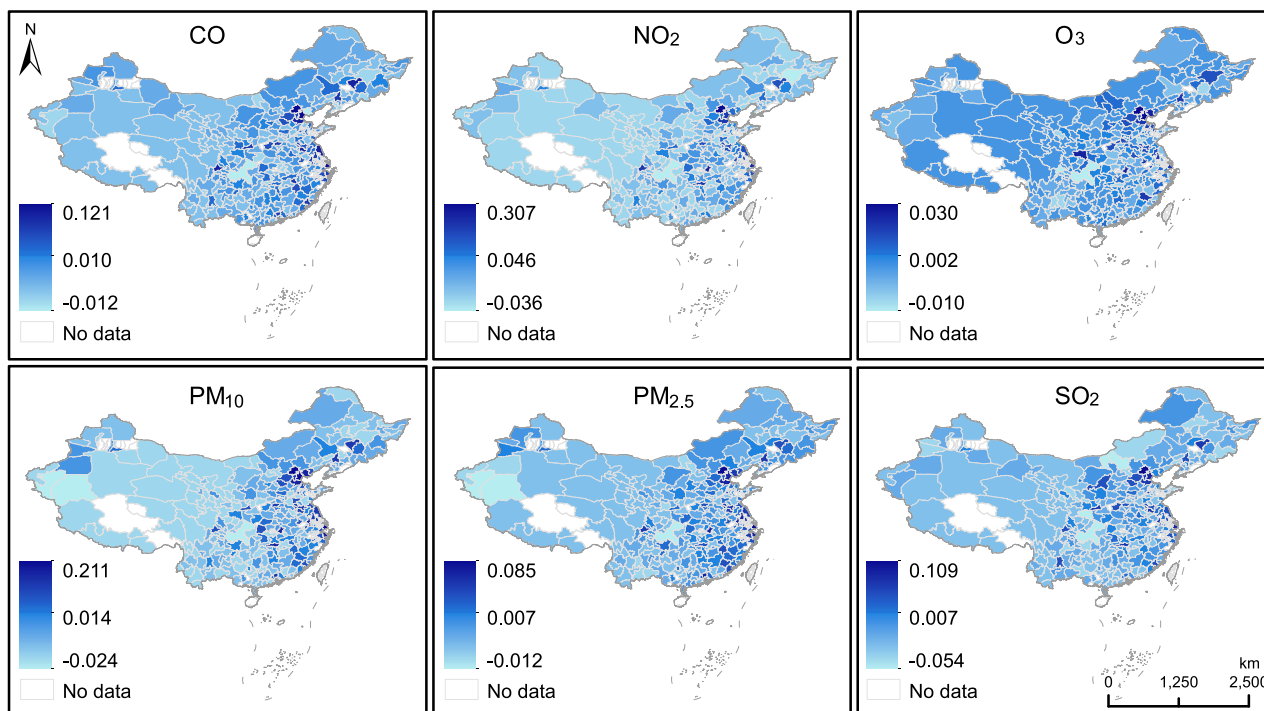 N
CO
0.121
0.010
-0.012
No data
NO₂
0.307
0.046
-0.036
No data
O₃
0.030
0.002
-0.010
No data
PM₁₀
0.211
0.014
-0.024
No data
PM₂.₅
0.085
0.007
-0.012
No data
SO₂
0.109
0.007
-0.054
No data
km
0 1,250 2,500